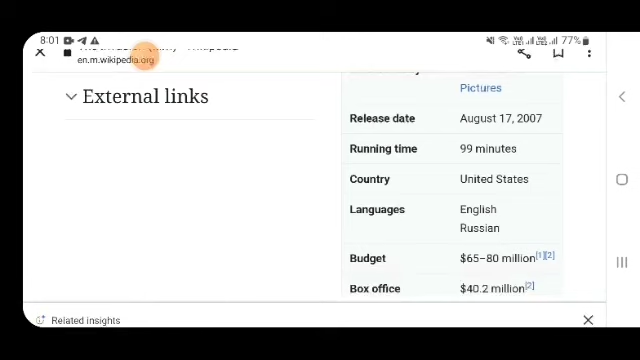 8:01
77%
en.m.wikipedia.org
External links
Pictures
Release date August 17, 2007
Running time 99 minutes
Country United States
Languages English
Russian
Budget $65–80 million[1][2]
Box office $40.2 million[2]
Related insights